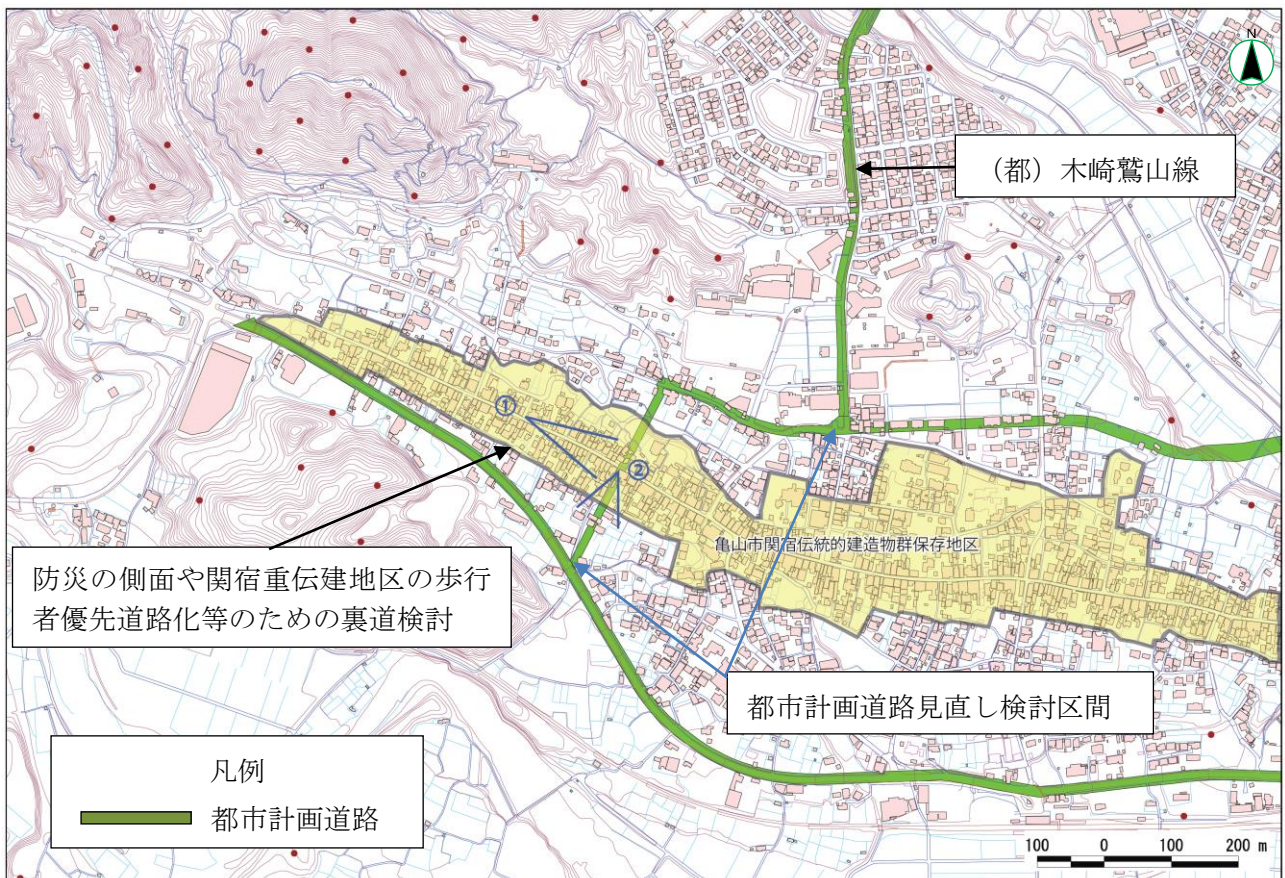 N
(都)木崎鷲山線
①
②
亀山市関宿伝統的建造物群保存地区
防災の側面や関宿重伝建地区の歩行
者優先道路化等のための裏道検討
都市計画道路見直し検討区間
凡例
都市計画道路
100 0 100 200 m